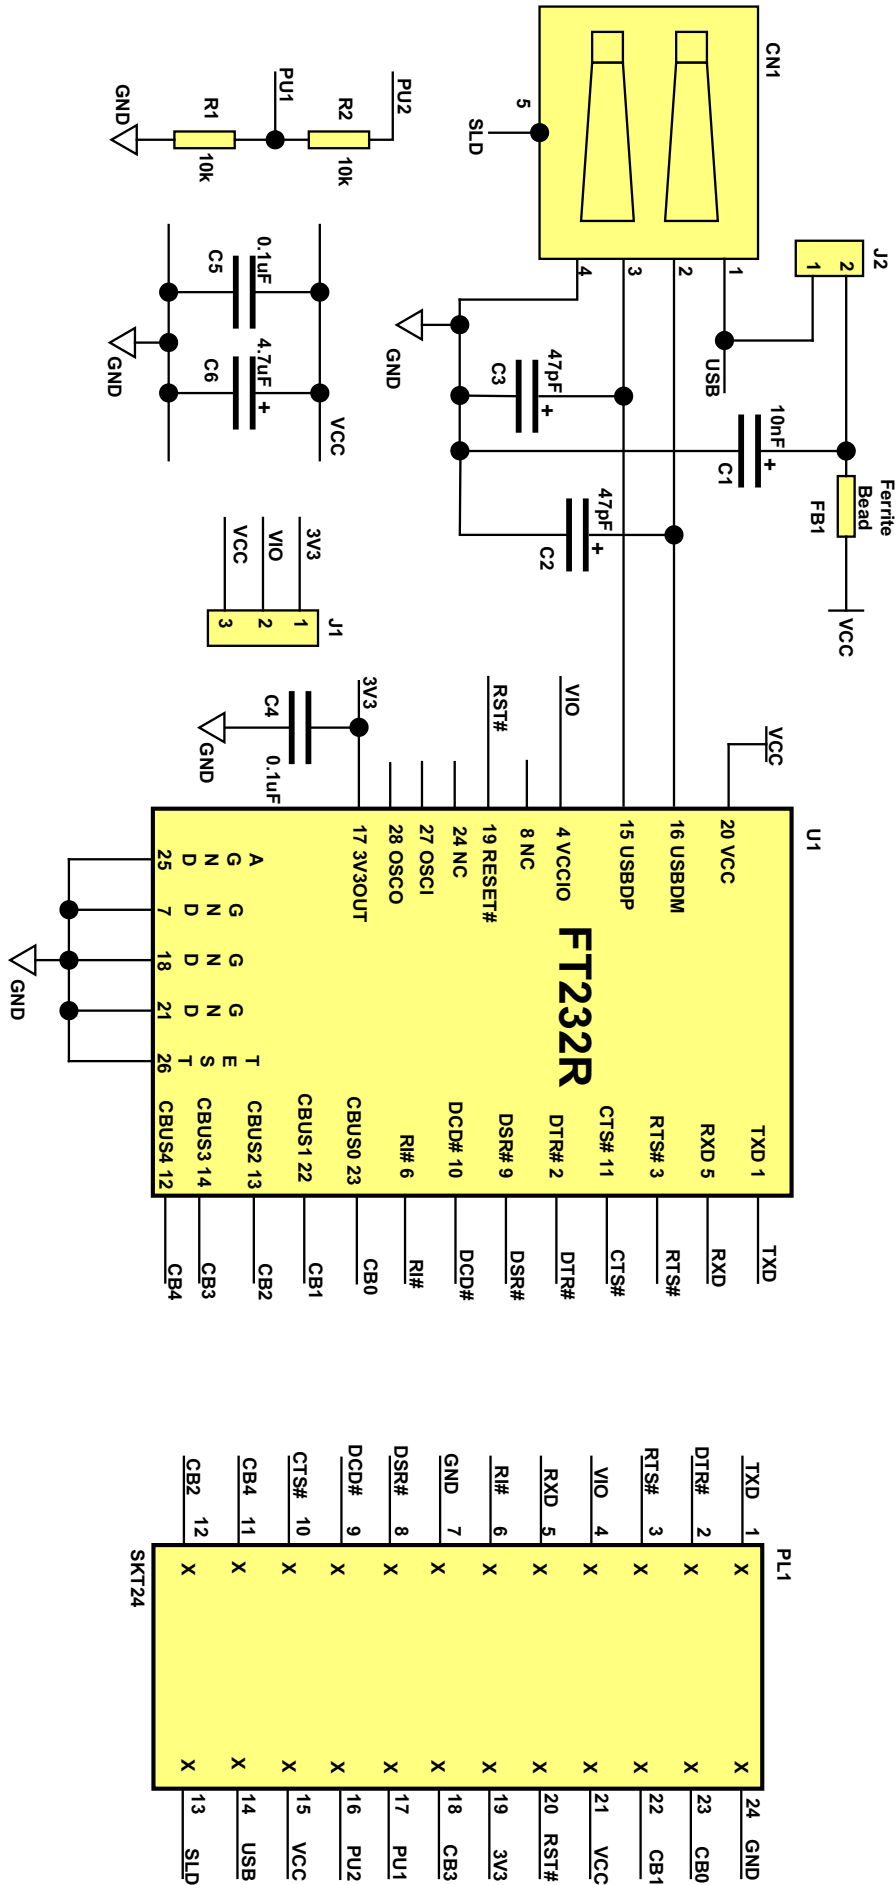 CN1
5
SLD
4
3
2
1
J2
1
2
USB
PU1
PU2
R1
R2
10k
10k
GND
0.1uF
C5
4.7uF
C6
+
GND
VCC
GND
47pF
C3
+
10nF
C1
+
47pF
C2
+
Ferrite
Bead
FB1
VCC
3V3
VIO
VCC
J1
1
2
3
3V3
C4
0.1uF
GND
RST#
VIO
VCC
U1
20 VCC
16 USBDM
15 USBDP
4 VCCIO
8 NC
19 RESET#
24 NC
27 OSCI
28 OSCO
17 3V3OUT
FT232R
AGND 25
GND 7
GND 18
GND 21
TEST 26
GND
TXD 1
RXD 5
RTS# 3
CTS# 11
DTR# 2
DSR# 9
DCD# 10
RI# 6
CBUS0 23
CBUS1 22
CBUS2 13
CBUS3 14
CBUS4 12
TXD
RXD
RTS#
CTS#
DTR#
DSR#
DCD#
RI#
CB0
CB1
CB2
CB3
CB4
PL1
TXD 1 X X 24 GND
DTR# 2 X X 23 CB0
RTS# 3 X X 22 CB1
VIO 4 X X 21 VCC
RXD 5 X X 20 RST#
RI# 6 X X 19 3V3
GND 7 X X 18 CB3
DSR# 8 X X 17 PU1
DCD# 9 X X 16 PU2
CTS# 10 X X 15 VCC
CB4 11 X X 14 USB
CB2 12 X X 13 SLD
SKT24